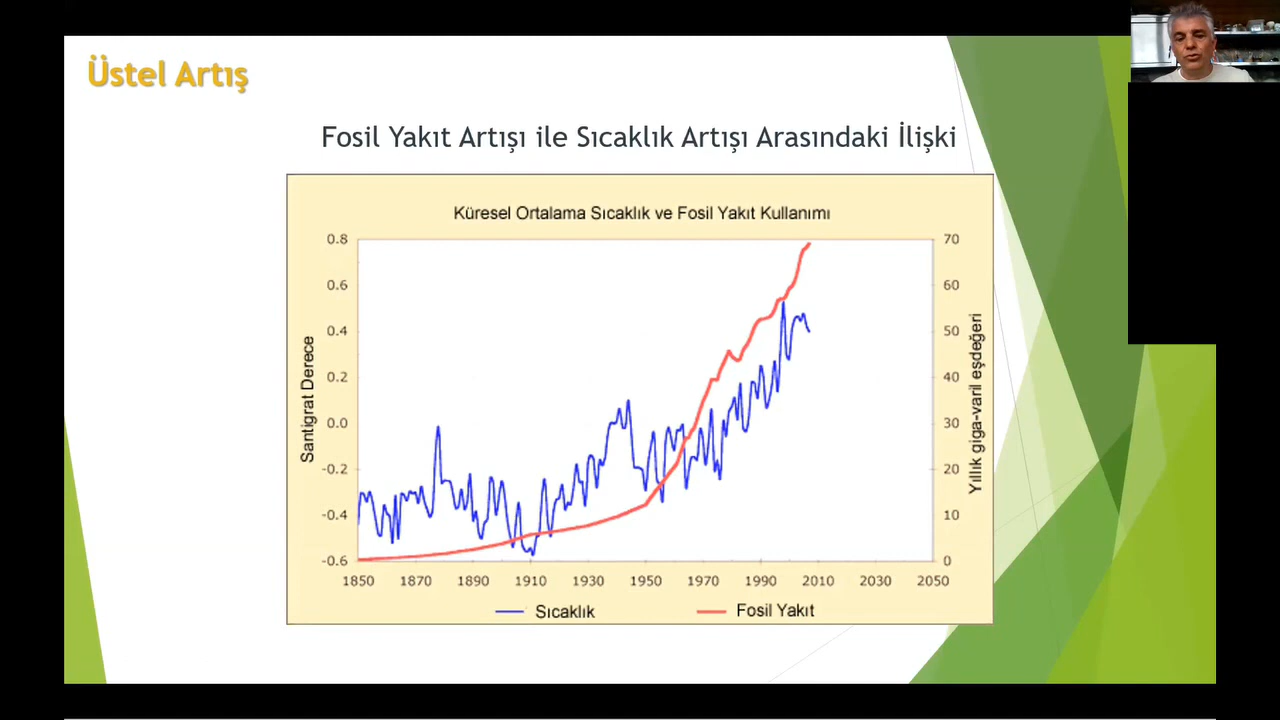 Üstel Artış
Fosil Yakıt Artışı ile Sıcaklık Artışı Arasındaki İlişki
Küresel Ortalama Sıcaklık ve Fosil Yakıt Kullanımı
Santigrat Derece
0.8
0.6
0.4
0.2
0.0
-0.2
-0.4
-0.6
70
60
50
40
30
20
10
0
Yıllık giga-varil eşdeğeri
1850 1870 1890 1910 1930 1950 1970 1990 2010 2030 2050
Sıcaklık Fosil Yakıt